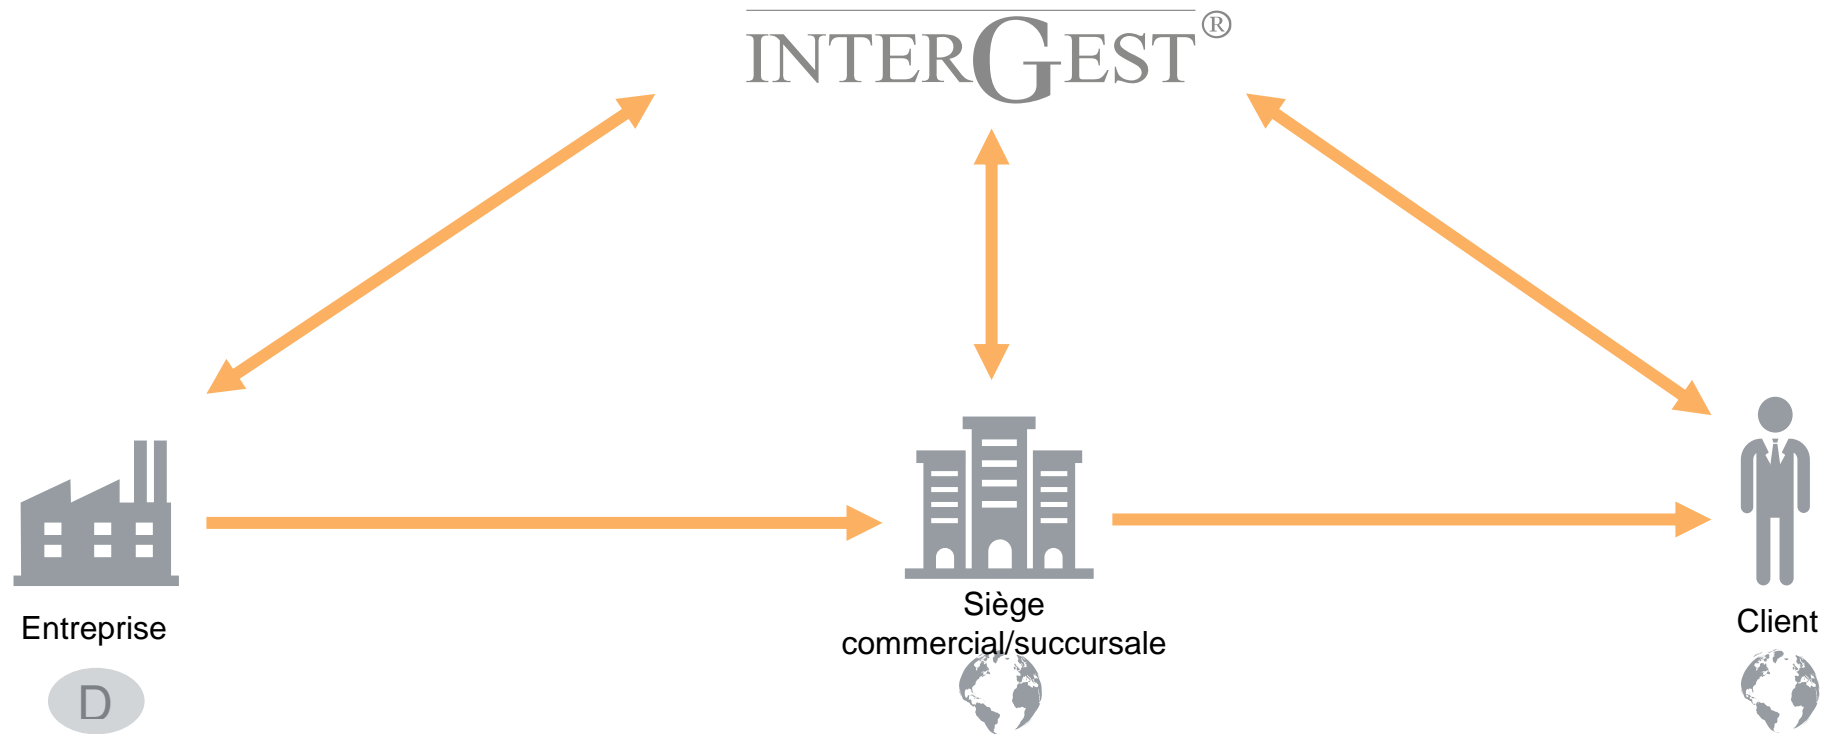 INTERGEST®
Entreprise
Siège
commercial/succursale
Client
D